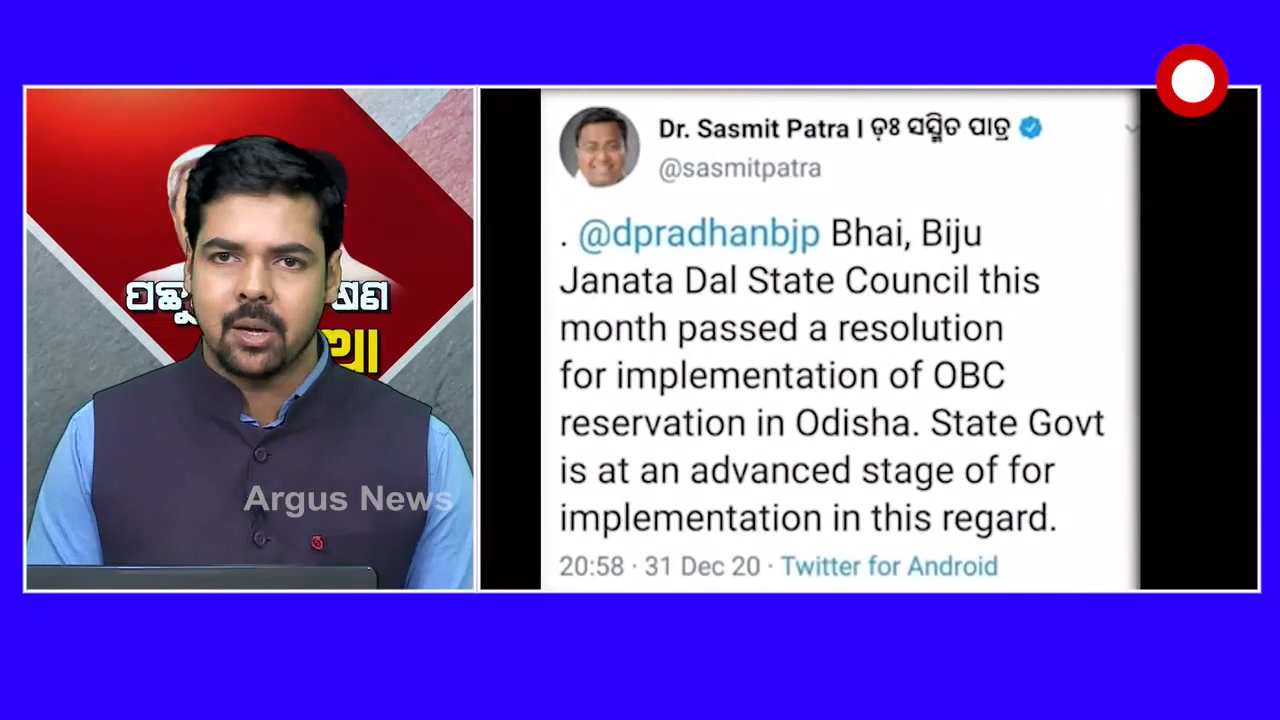 ପଛୁ
ଷଣ
Argus News
Dr. Sasmit Patra I ଡ଼ଃ ସସ୍ମିତ ପାତ୍ର
@sasmitpatra
. @dpradhanbjp Bhai, Biju
Janata Dal State Council this
month passed a resolution
for implementation of OBC
reservation in Odisha. State Govt
is at an advanced stage of for
implementation in this regard.
20:58 · 31 Dec 20 · Twitter for Android